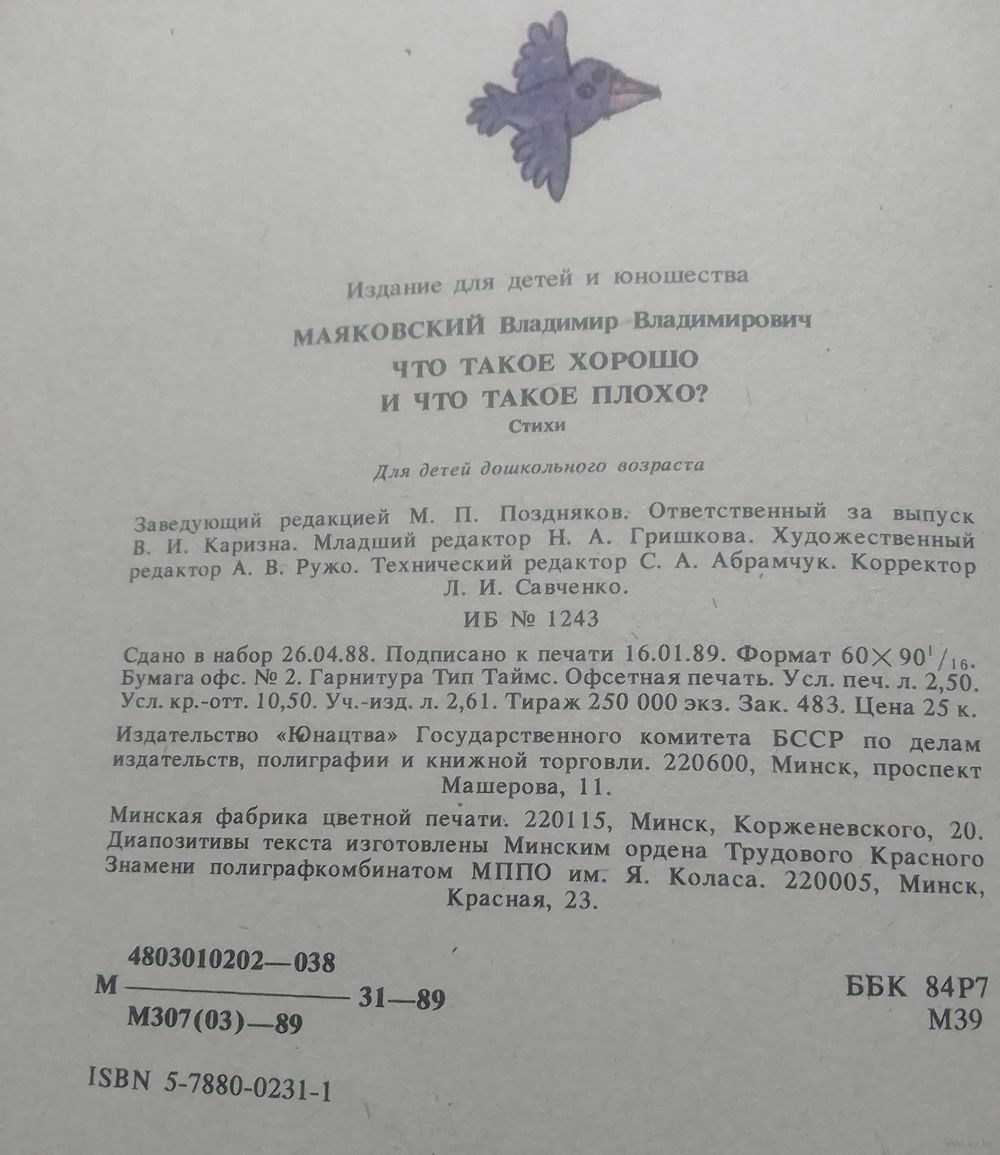 Издание для детей и юношества
МАЯКОВСКИЙ Владимир Владимирович
ЧТО ТАКОЕ ХОРОШО
И ЧТО ТАКОЕ ПЛОХО?
Стихи
Для детей дошкольного возраста
Заведующий редакцией М. П. Поздняков. Ответственный за выпуск
В. И. Каризна. Младший редактор Н. А. Гришкова. Художественный
редактор А. В. Ружо. Технический редактор С. А. Абрамчук. Корректор
Л. И. Савченко.
ИБ № 1243
Сдано в набор 26.04.88. Подписано к печати 16.01.89. Формат 60×90¹/₁₆.
Бумага офс. № 2. Гарнитура Тип Таймс. Офсетная печать. Усл. печ. л. 2,50.
Усл. кр.-отт. 10,50. Уч.-изд. л. 2,61. Тираж 250 000 экз. Зак. 483. Цена 25 к.
Издательство «Юнацтва» Государственного комитета БССР по делам
издательств, полиграфии и книжной торговли. 220600, Минск, проспект
Машерова, 11.
Минская фабрика цветной печати. 220115, Минск, Корженевского, 20.
Диапозитивы текста изготовлены Минским ордена Трудового Красного
Знамени полиграфкомбинатом МППО им. Я. Коласа. 220005, Минск,
Красная, 23.
4803010202—038
М ——— 31—89
М307(03)—89
ББК 84Р7
М39
ISBN 5-7880-0231-1
www.ay.by